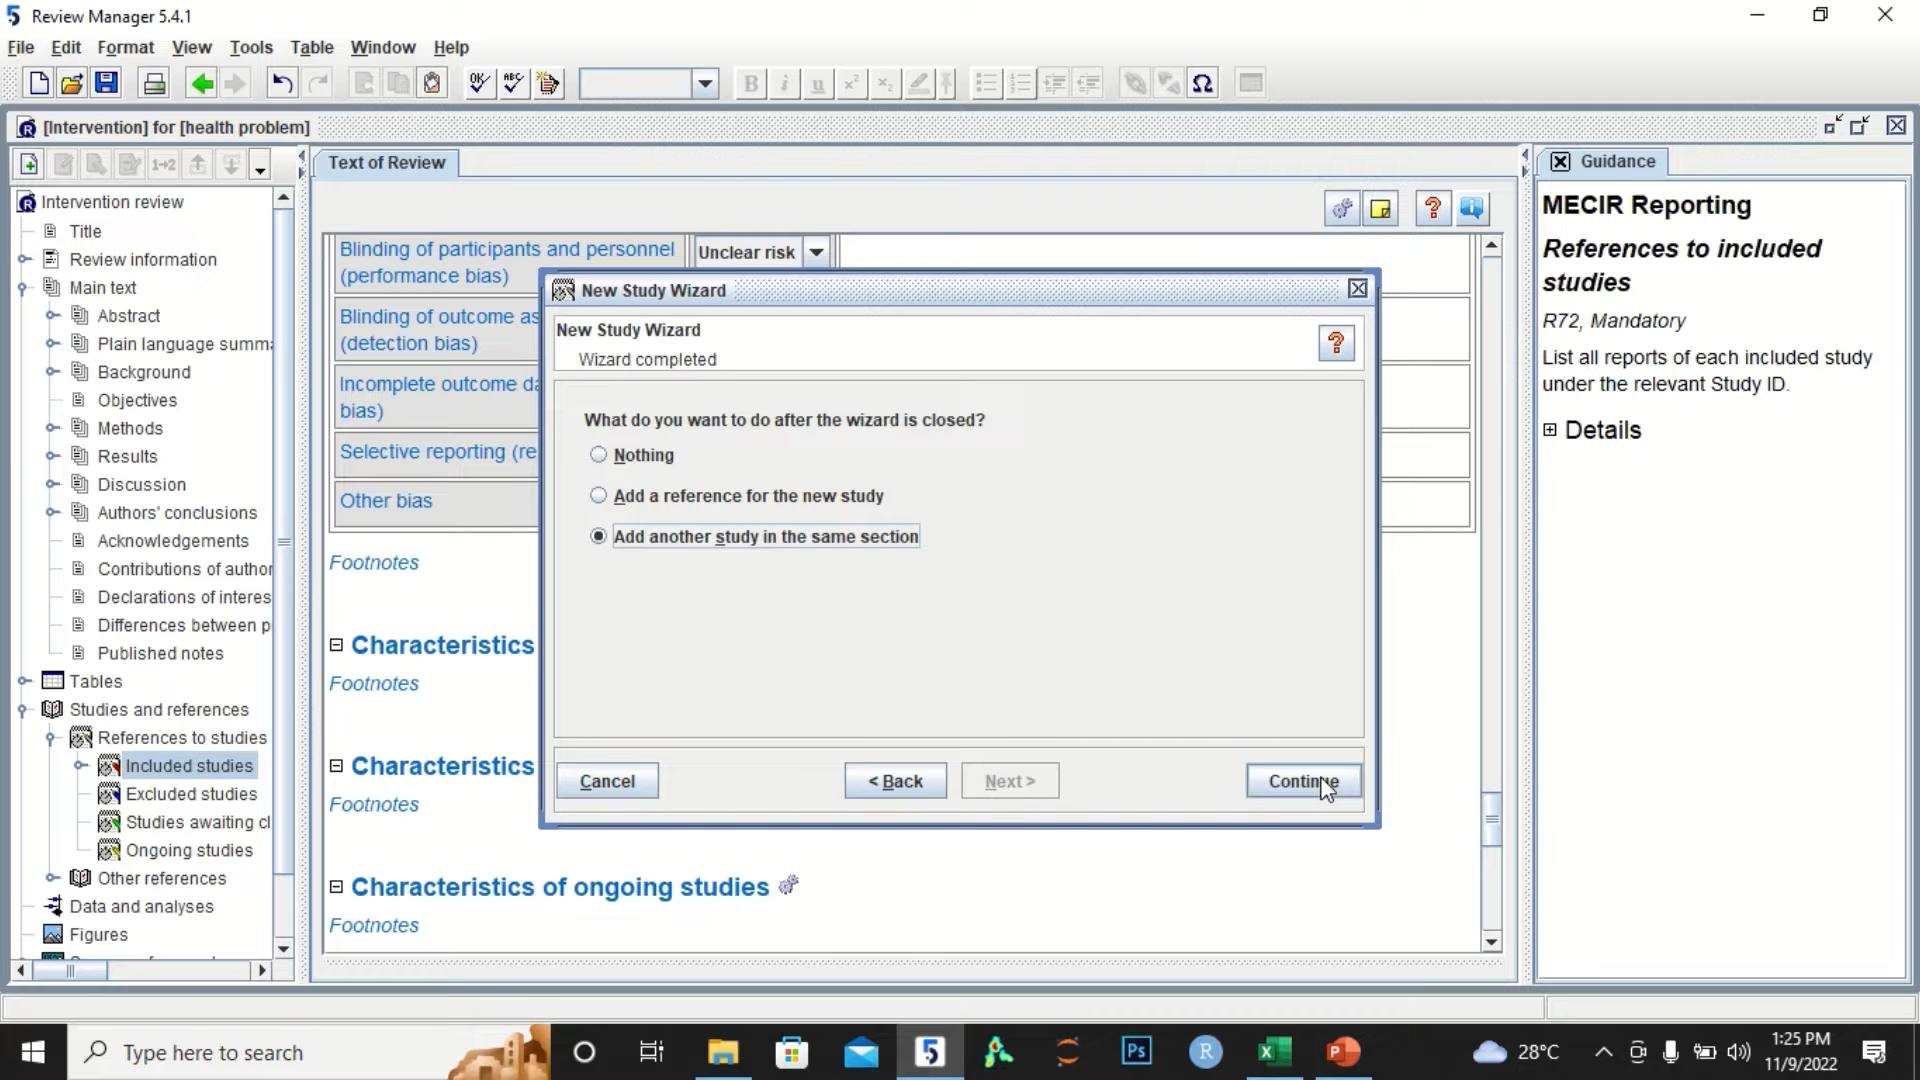 Review Manager 5.4.1
File Edit Format View Tools Table Window Help
[Intervention] for [health problem]
Text of Review
Guidance
Intervention review
Title
Review information
Main text
Abstract
Plain language summ
Background
Objectives
Methods
Results
Discussion
Authors' conclusions
Acknowledgements
Contributions of author
Declarations of interes
Differences between p
Published notes
Tables
Studies and references
References to studies
Included studies
Excluded studies
Studies awaiting cl
Ongoing studies
Other references
Data and analyses
Figures
Blinding of participants and personnel
(performance bias)
Unclear risk
Blinding of outcome as
(detection bias)
Incomplete outcome da
bias)
Selective reporting (re
Other bias
Footnotes
Characteristics
Footnotes
Characteristics
Footnotes
Characteristics of ongoing studies
Footnotes
New Study Wizard
New Study Wizard
Wizard completed
What do you want to do after the wizard is closed?
Nothing
Add a reference for the new study
Add another study in the same section
Cancel
< Back
Next >
Continue
MECIR Reporting
References to included
studies
R72, Mandatory
List all reports of each included study
under the relevant Study ID.
Details
Type here to search
28°C
1:25 PM
11/9/2022